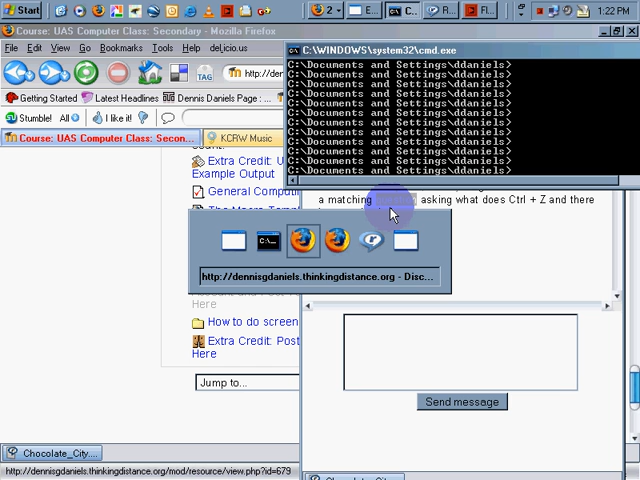 Start
2
E...
C...
R...
Fl...
1:22 PM
Course: UAS Computer Class: Secondary - Mozilla Firefox
File Edit View Go Bookmarks Tools Help del.icio.us
TAG
http://den
Getting Started Latest Headlines Dennis Daniels Page : ...
Stumble! All I like it!
Course: UAS Computer Class: Secon...
KCRW Music
C:\WINDOWS\system32\cmd.exe
C:\Documents and Settings\ddaniels>
C:\Documents and Settings\ddaniels>
C:\Documents and Settings\ddaniels>
C:\Documents and Settings\ddaniels>
C:\Documents and Settings\ddaniels>
C:\Documents and Settings\ddaniels>
C:\Documents and Settings\ddaniels>
C:\Documents and Settings\ddaniels>
C:\Documents and Settings\ddaniels>
C:\Documents and Settings\ddaniels>
C:\Documents and Settings\ddaniels>
C:\Documents and Settings\ddaniels>
Extra Credit: U
Example Output
General Computi
a matching
asking what does Ctrl + Z and there
C:\...
http://dennisgdaniels.thinkingdistance.org - Disc...
Here
How to do screen
Extra Credit: Post
Here
Jump to...
Send message
Chocolate_City....
http://dennisgdaniels.thinkingdistance.org/mod/resource/view.php?id=679